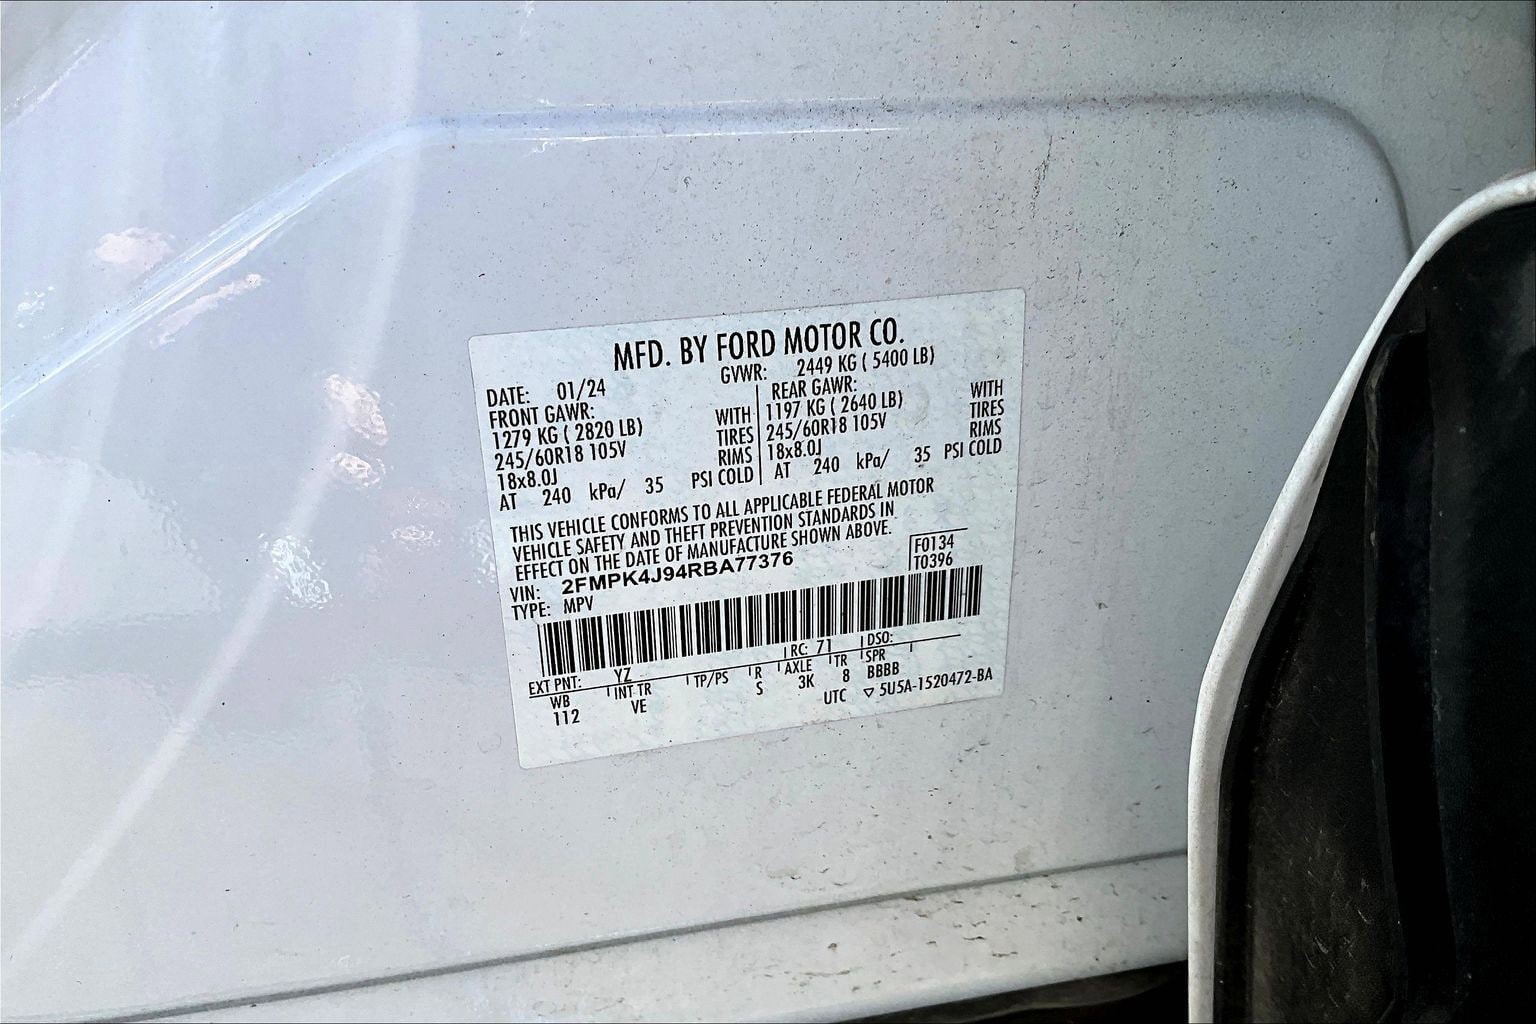 MFD. BY FORD MOTOR CO.
DATE: 01/24
GVWR: 2449 KG ( 5400 LB)
FRONT GAWR:
1279 KG ( 2820 LB) WITH
245/60R18 105V TIRES
18x8.0J RIMS
AT 240 kPa/ 35 PSI COLD
REAR GAWR: WITH
1197 KG ( 2640 LB) TIRES
245/60R18 105V RIMS
18x8.0J PSI COLD
AT 240 kPa/ 35
THIS VEHICLE CONFORMS TO ALL APPLICABLE FEDERAL MOTOR
VEHICLE SAFETY AND THEFT PREVENTION STANDARDS IN
EFFECT ON THE DATE OF MANUFACTURE SHOWN ABOVE.
VIN: 2FMPK4J94RBA77376
TYPE: MPV
F0134
T0396
EXT PNT: YZ RC: 71 DSO:
WB INT TR TP/PS R AXLE TR SPR
112 VE S 3K 8 BBBB
UTC ▽ 5U5A-1520472-BA